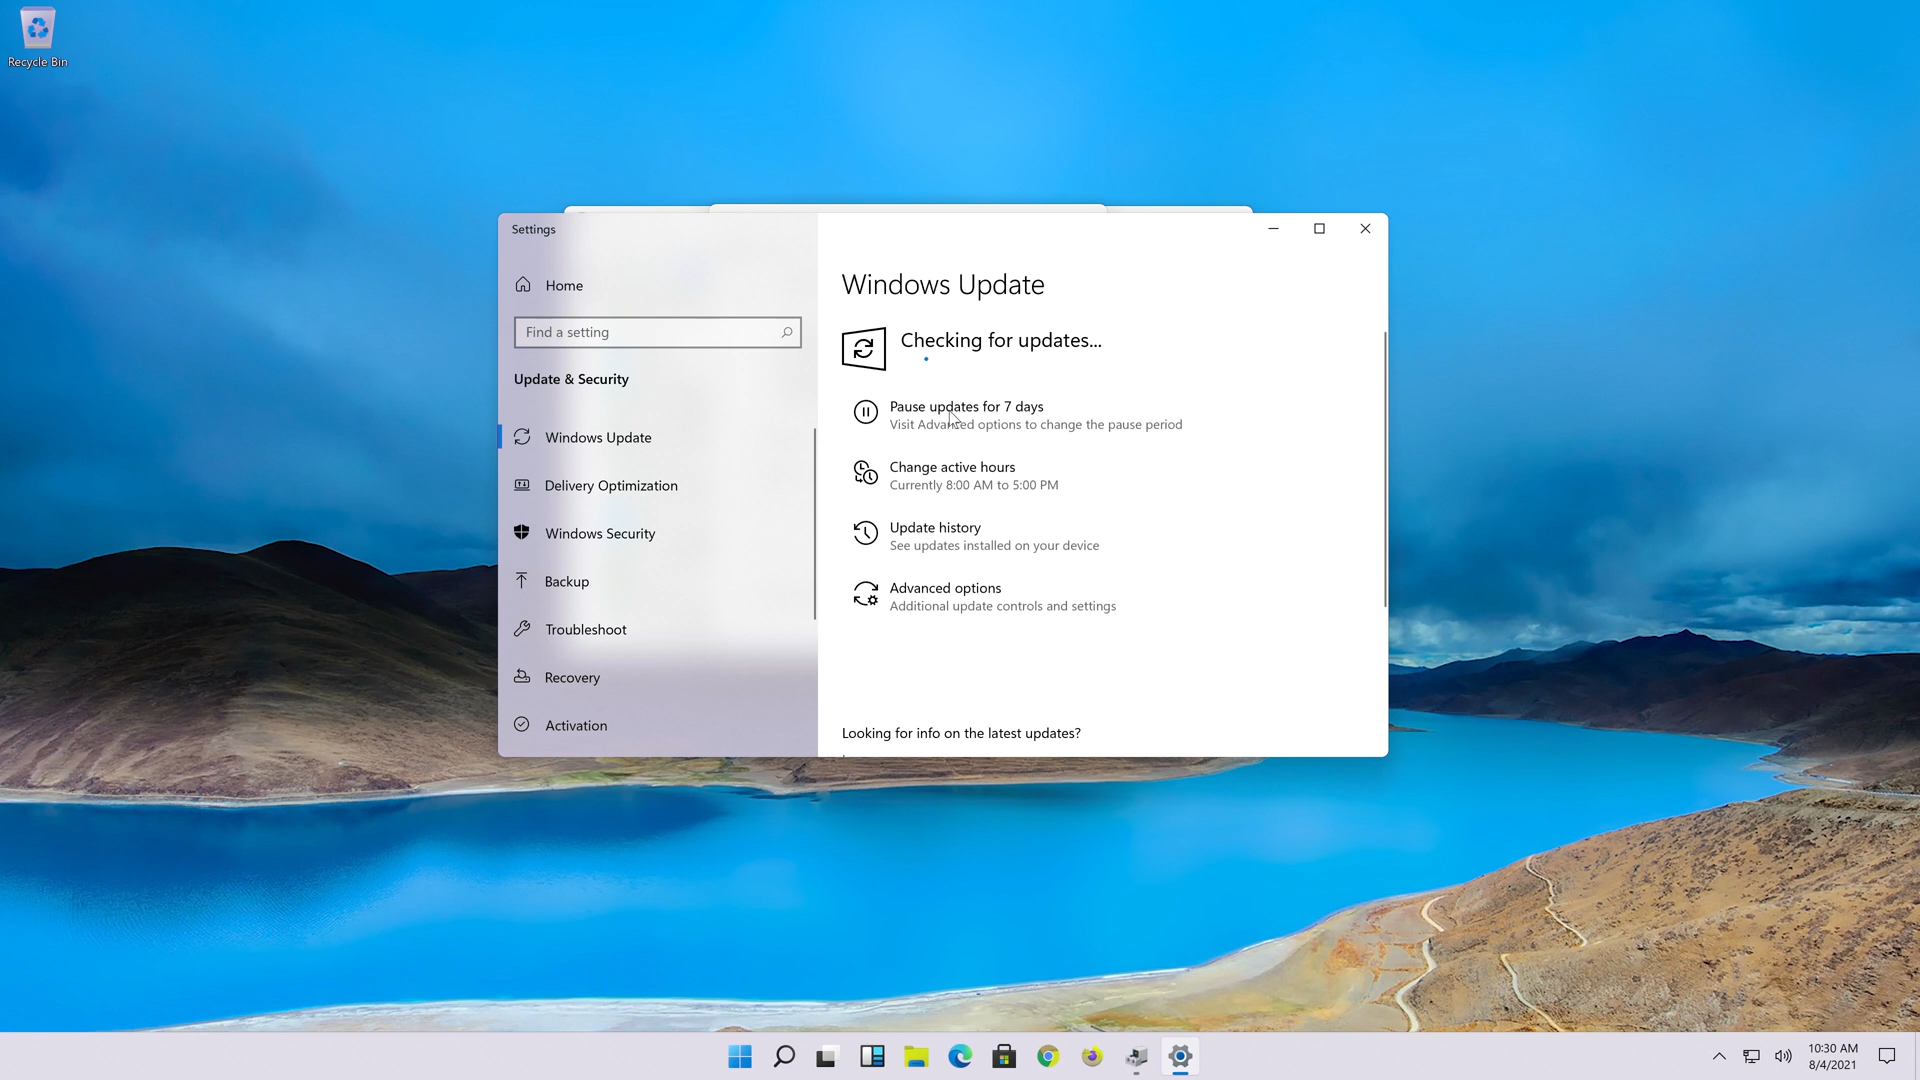 Recycle Bin
Settings
Home
Find a setting
Update & Security
Windows Update
Delivery Optimization
Windows Security
Backup
Troubleshoot
Recovery
Activation
Windows Update
Checking for updates...
Pause updates for 7 days
Visit Advanced options to change the pause period
Change active hours
Currently 8:00 AM to 5:00 PM
Update history
See updates installed on your device
Advanced options
Additional update controls and settings
Looking for info on the latest updates?
10:30 AM
8/4/2021